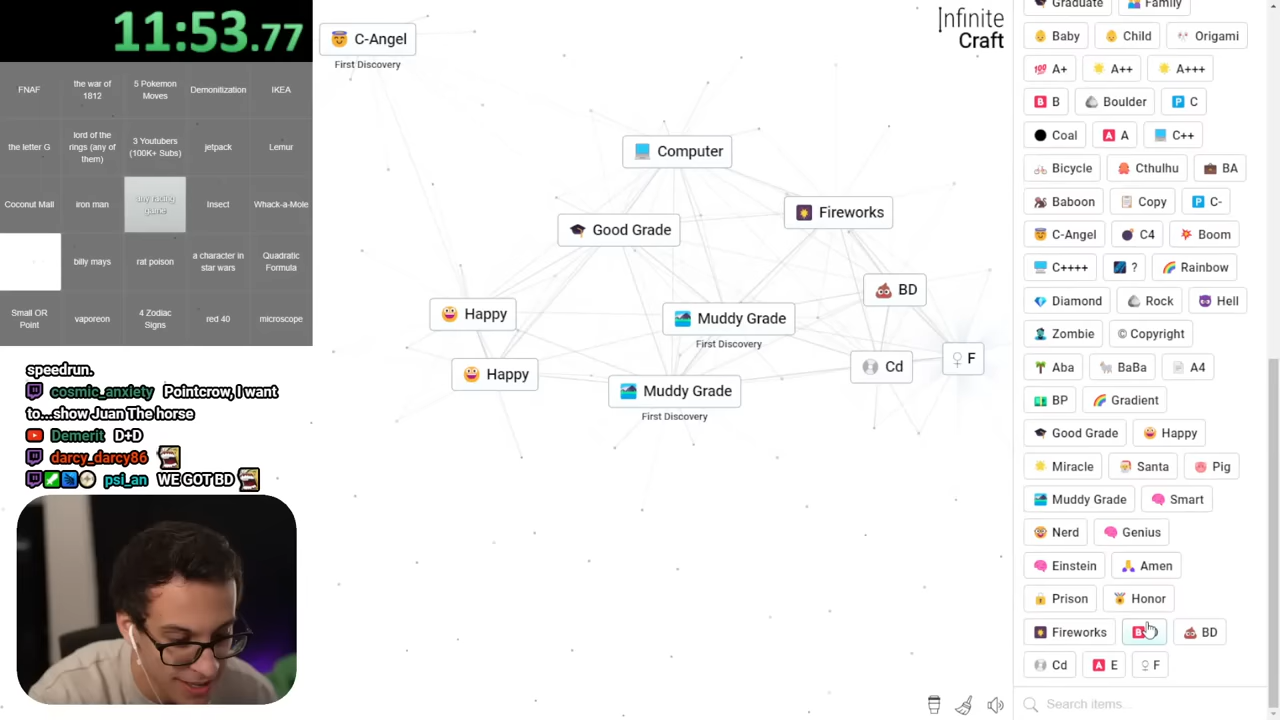 11:53.77
FNAF
the war of
1812
5 Pokemon
Moves
Demonitization
IKEA
the letter G
lord of the
rings (any of
them)
3 Youtubers
(100K+ Subs)
jetpack
Lemur
Coconut Mall
iron man
any racing
game
Insect
Whack-a-Mole
billy mays
rat poison
a character in
star wars
Quadratic
Formula
Small OR
Point
vaporeon
4 Zodiac
Signs
red 40
microscope
speedrun.
cosmic_anxiety Pointcrow, I want
to...show Juan The horse
Demerit D+D
darcy_darcy86
psi_an WE GOT BD
C-Angel
First Discovery
Infinite
Craft
Computer
Good Grade
Fireworks
Happy
Muddy Grade
First Discovery
BD
Happy
Muddy Grade
First Discovery
Cd
F
Graduate Family
Baby Child Origami
A+ A++ A+++
B Boulder C
Coal A C++
Bicycle Cthulhu BA
Baboon Copy C-
C-Angel C4 Boom
C++++ ? Rainbow
Diamond Rock Hell
Zombie © Copyright
Aba BaBa A4
BP Gradient
Good Grade Happy
Miracle Santa Pig
Muddy Grade Smart
Nerd Genius
Einstein Amen
Prison Honor
Fireworks BD
Cd E F
Search items...